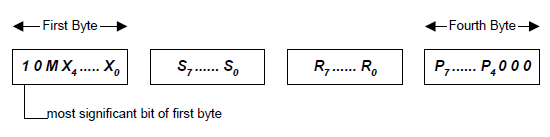 First Byte Fourth Byte
1 0 M X₄..... X₀ S₇...... S₀ R₇...... R₀ P₇...... P₄ 0 0 0
most significant bit of first byte